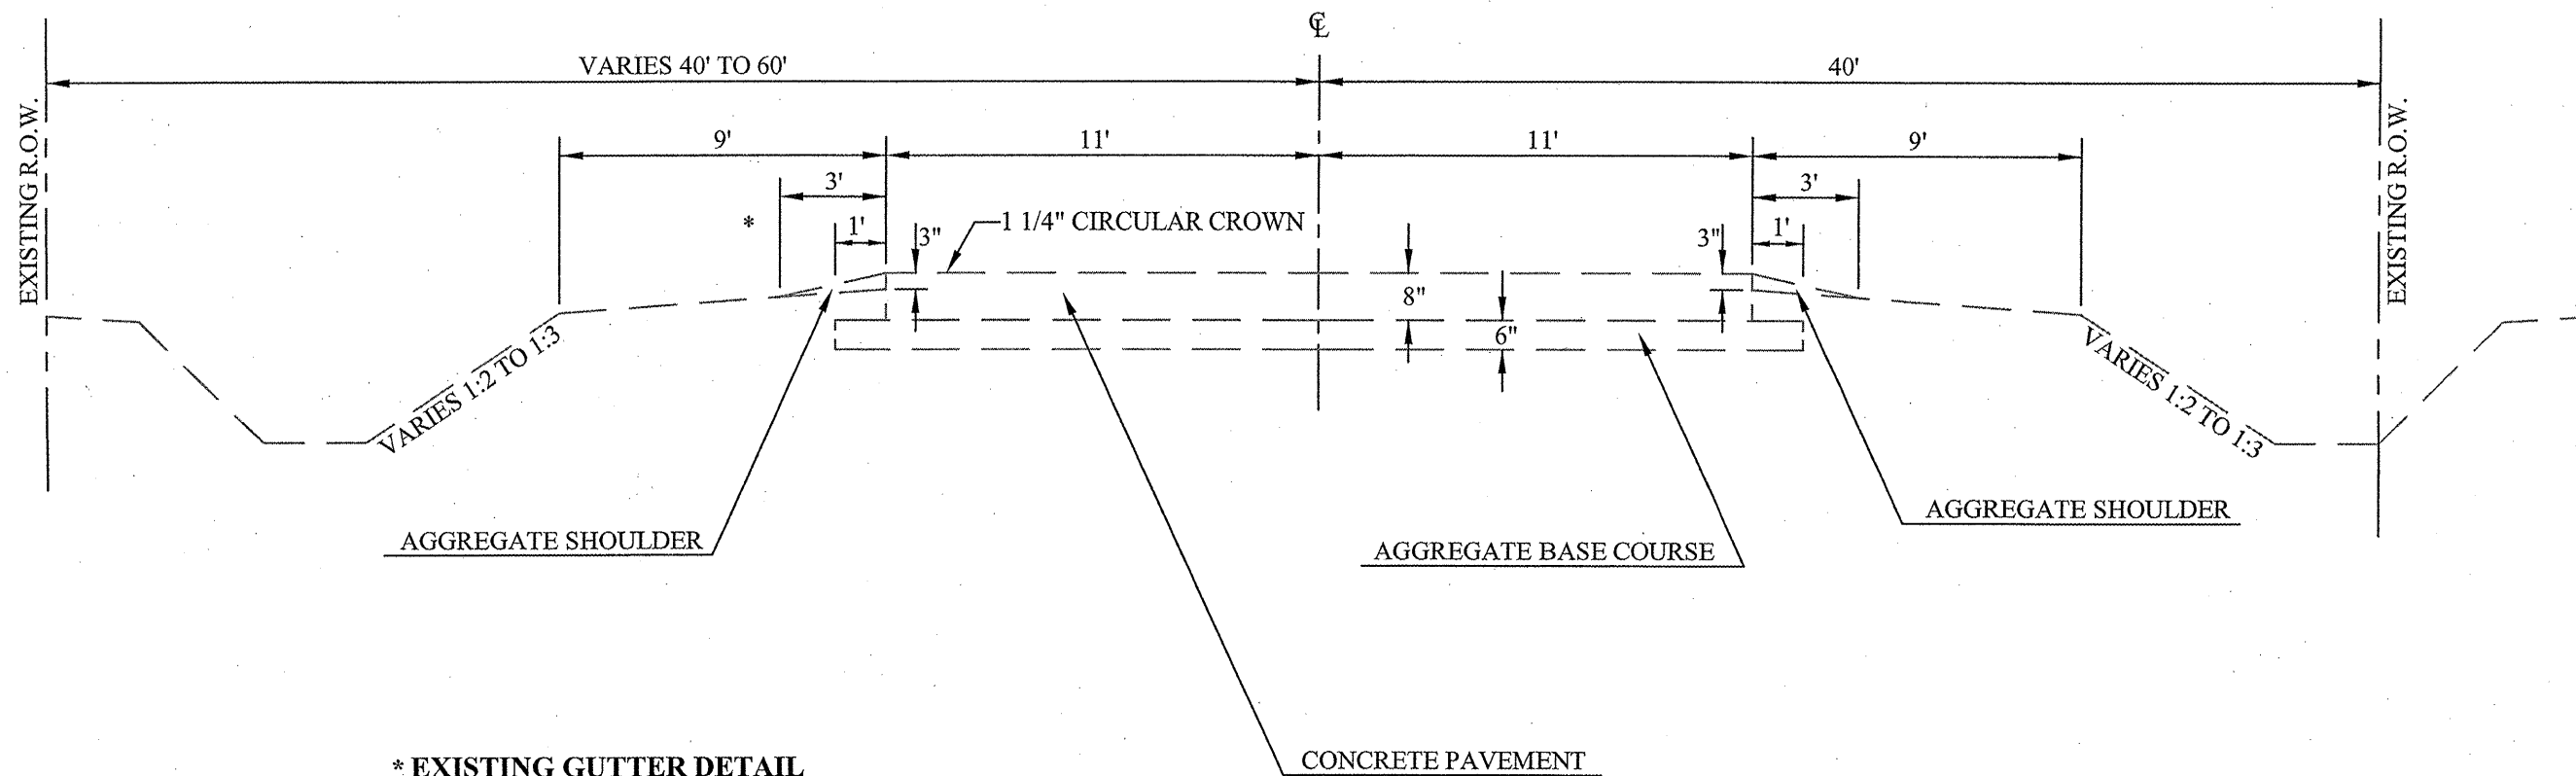 ℄
VARIES 40' TO 60'
40'
EXISTING R.O.W.
EXISTING R.O.W.
9'
11'
11'
9'
3'
3'
*
1'
3"
1 1/4" CIRCULAR CROWN
3"
1'
8"
6"
VARIES 1:2 TO 1:3
VARIES 1:2 TO 1:3
AGGREGATE SHOULDER
AGGREGATE SHOULDER
AGGREGATE BASE COURSE
CONCRETE PAVEMENT
* EXISTING GUTTER DETAIL